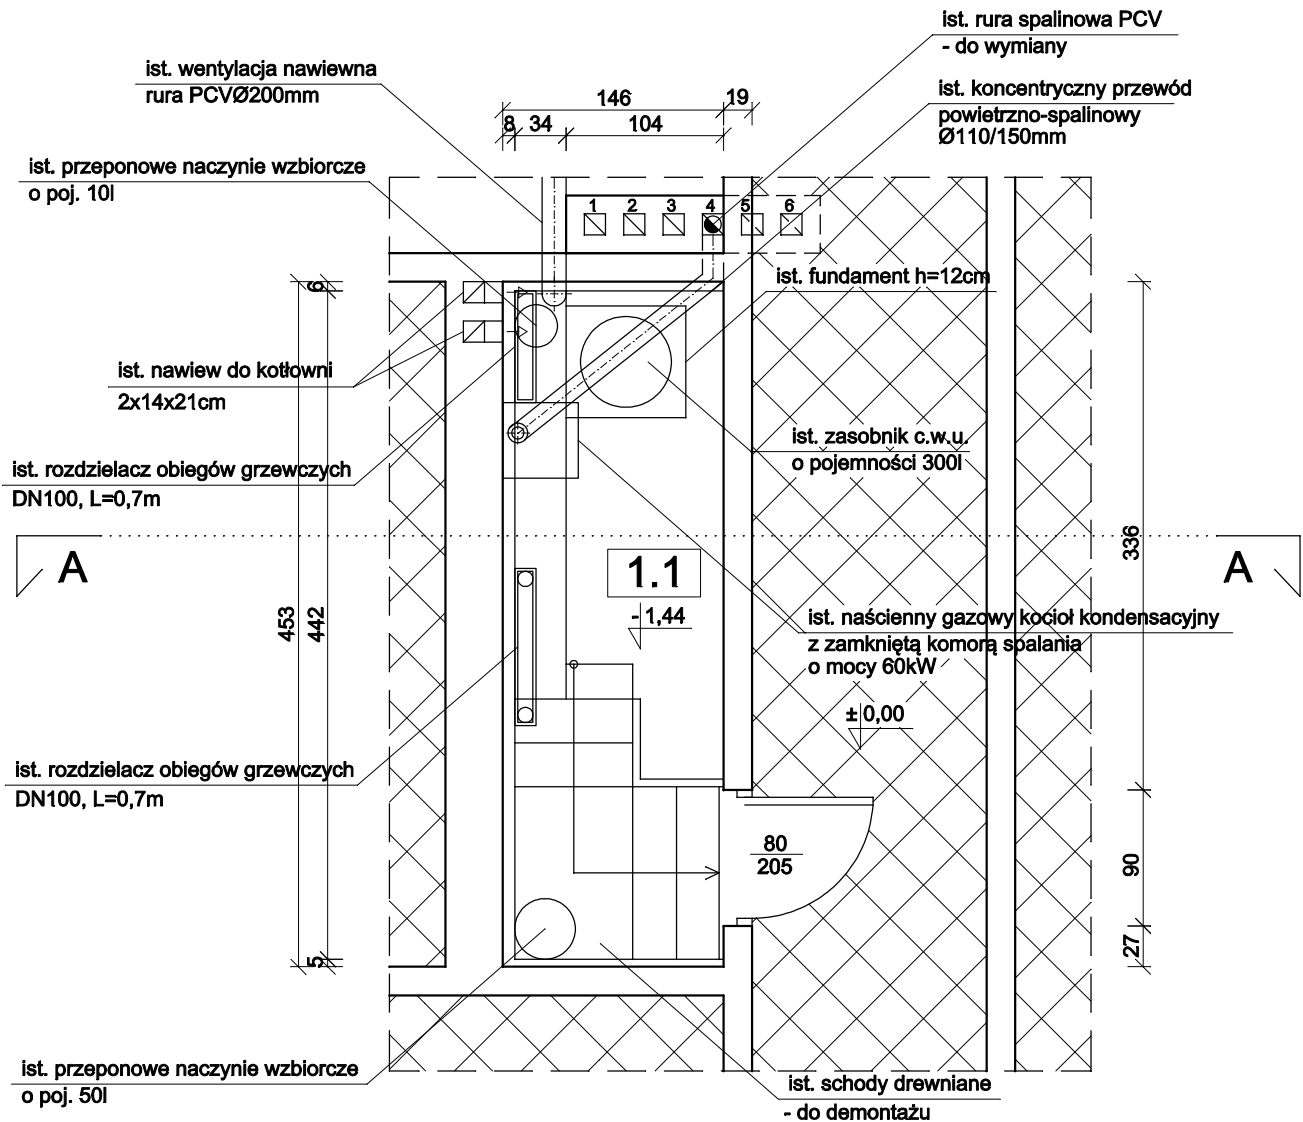 ist. rura spalinowa PCV
- do wymiany
ist. wentylacja nawiewna
rura PCVØ200mm
ist. koncentryczny przewód
powietrzno-spalinowy
Ø110/150mm
146
19
8
34
104
ist. przeponowe naczynie wzbiorcze
o poj. 10l
1 2 3 4 5 6
ist. fundament h=12cm
6
ist. nawiew do kotłowni
2x14x21cm
ist. zasobnik c.w.u.
o pojemności 300l
ist. rozdzielacz obiegów grzewczych
DN100, L=0,7m
336
A
A
1.1
- 1,44
453
442
ist. naścienny gazowy kocioł kondensacyjny
z zamkniętą komorą spalania
o mocy 60kW
± 0,00
ist. rozdzielacz obiegów grzewczych
DN100, L=0,7m
80
205
90
27
5
ist. przeponowe naczynie wzbiorcze
o poj. 50l
ist. schody drewniane
- do demontażu